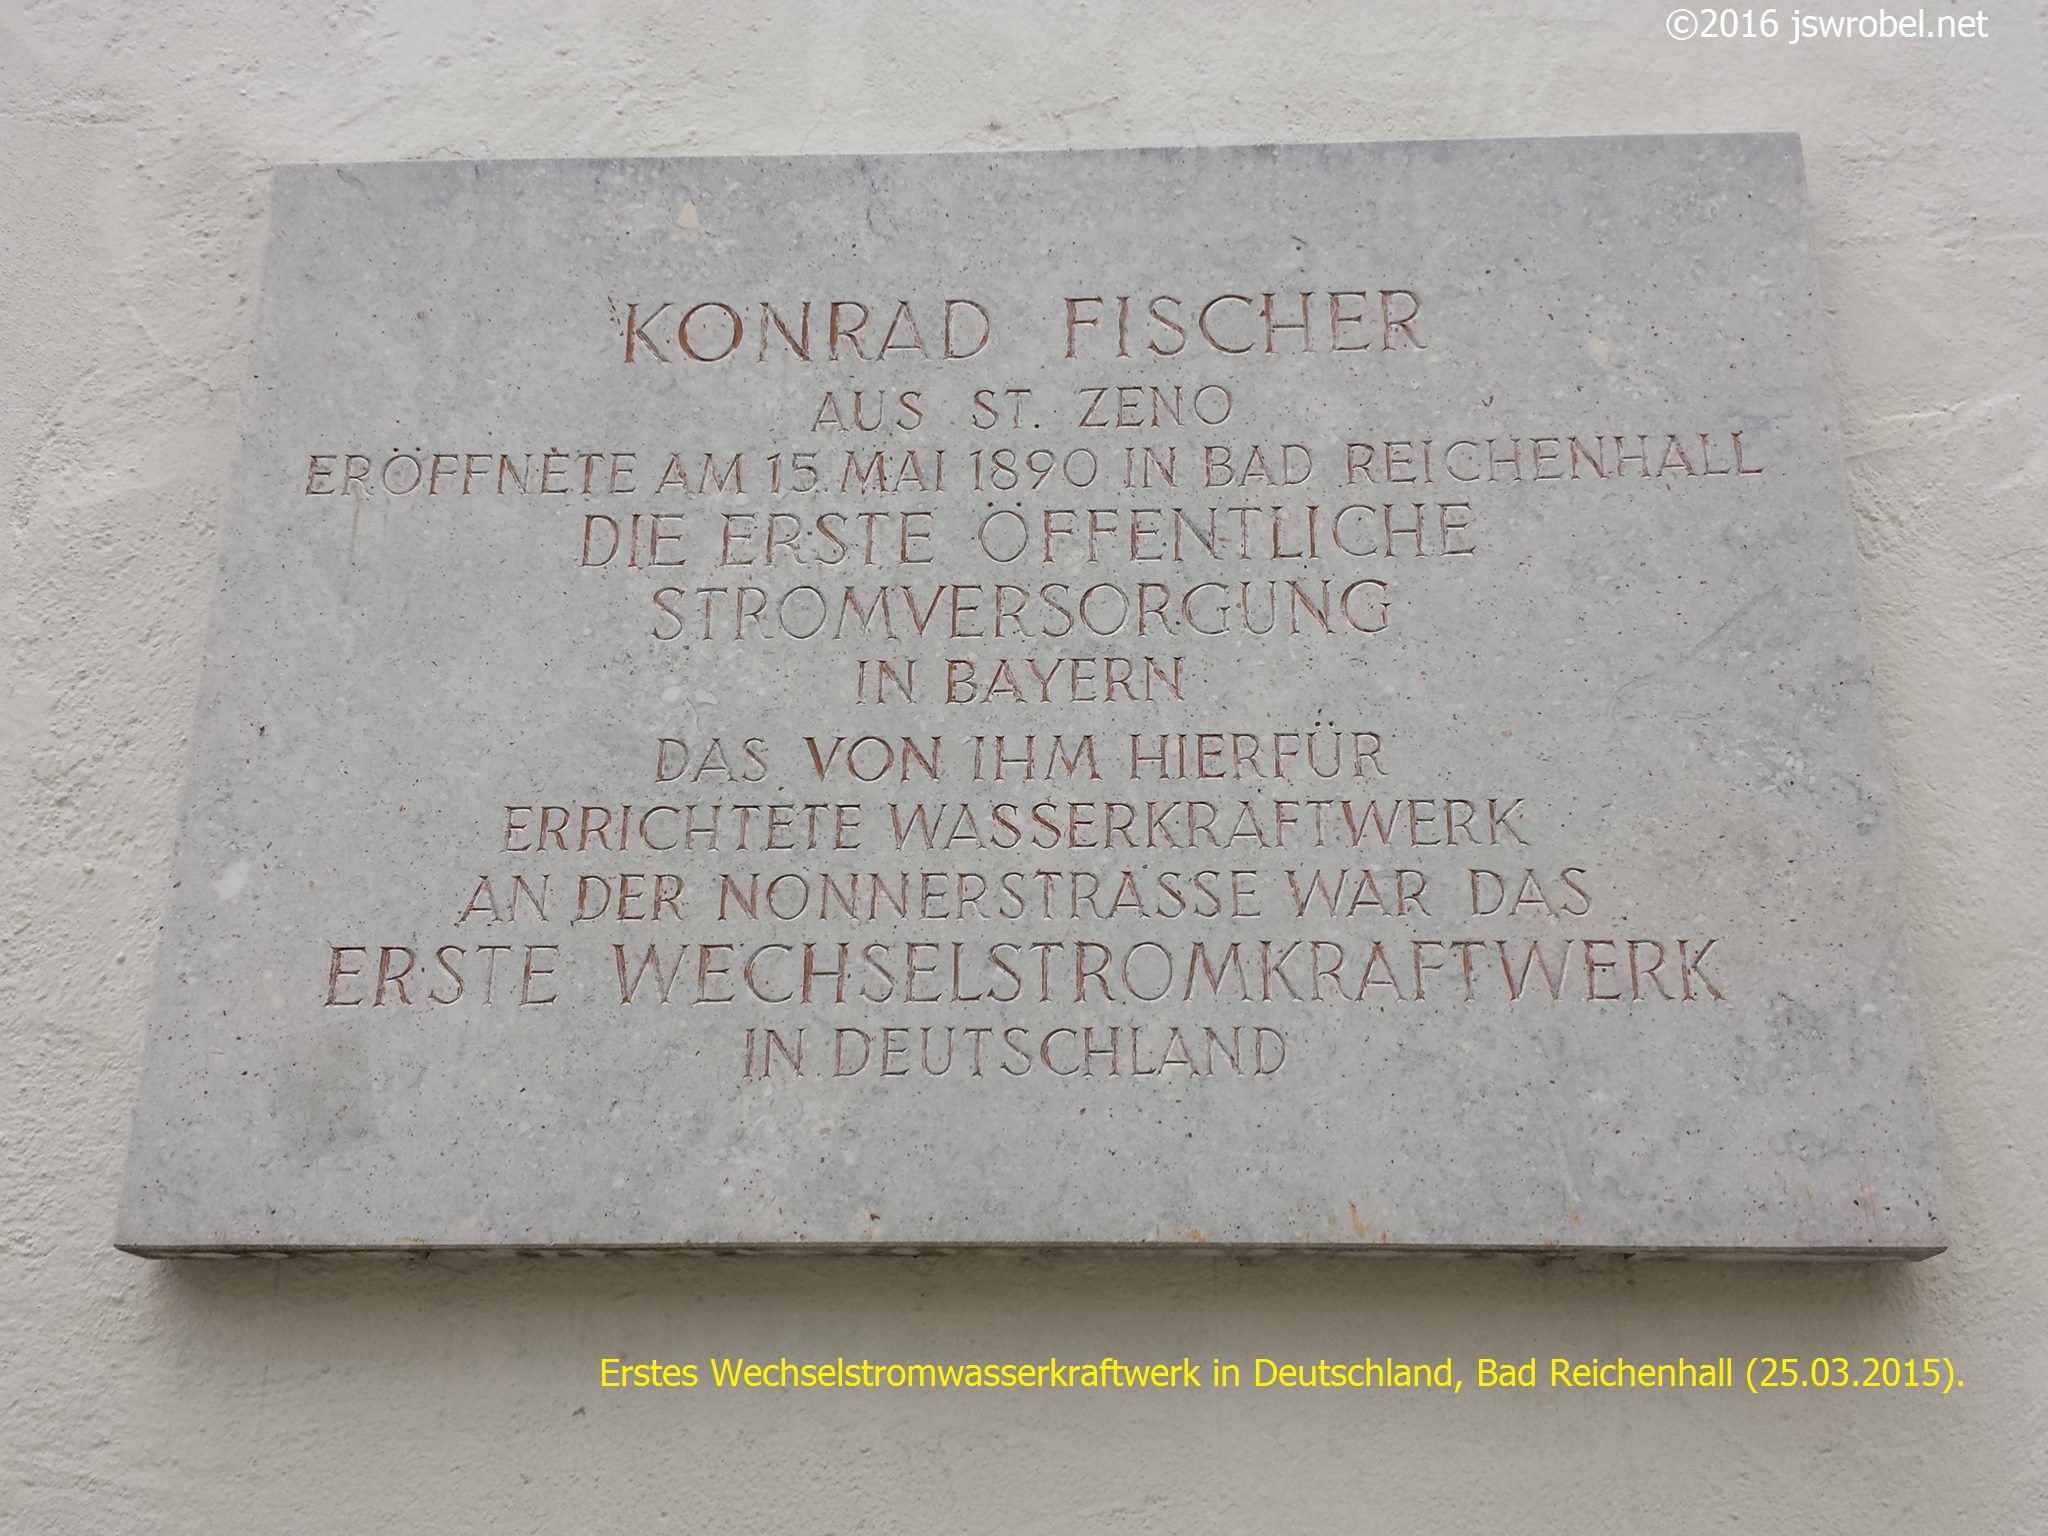 ©2016 jswrobel.net
KONRAD FISCHER
AUS ST. ZENO
ERÖFFNETE AM 15. MAI 1890 IN BAD REICHENHALL
DIE ERSTE ÖFFENTLICHE
STROMVERSORGUNG
IN BAYERN
DAS VON IHM HIERFÜR
ERRICHTETE WASSERKRAFTWERK
AN DER NONNERSTRASSE WAR DAS
ERSTE WECHSELSTROMKRAFTWERK
IN DEUTSCHLAND
Erstes Wechselstromwasserkraftwerk in Deutschland, Bad Reichenhall (25.03.2015).